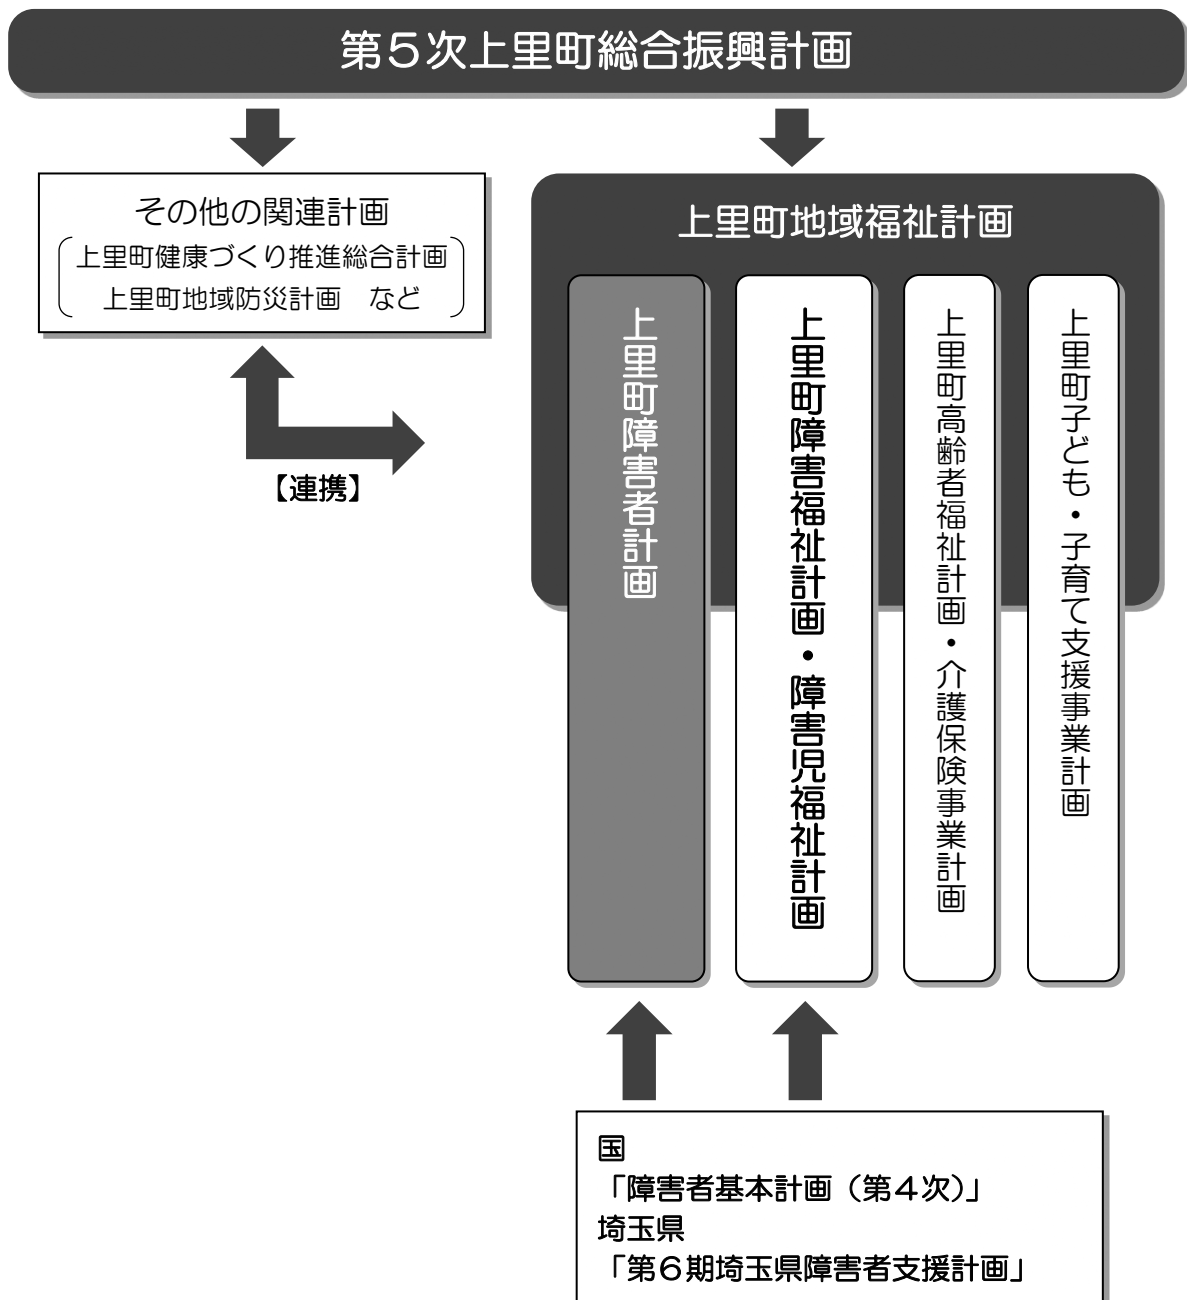 第５次上里町総合振興計画
その他の関連計画
上里町健康づくり推進総合計画
上里町地域防災計画　など
【連携】
上里町地域福祉計画
上里町障害者計画
上里町障害福祉計画・障害児福祉計画
上里町高齢者福祉計画・介護保険事業計画
上里町子ども・子育て支援事業計画
国
「障害者基本計画（第４次）」
埼玉県
「第６期埼玉県障害者支援計画」